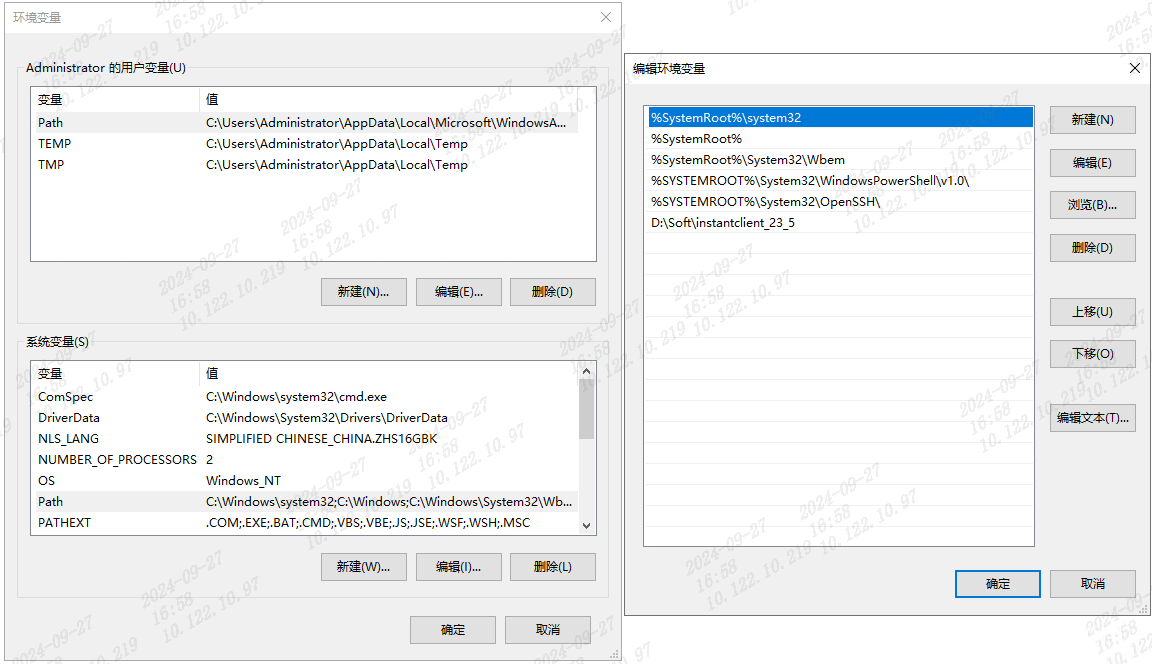 环境变量
Administrator 的用户变量(U)
变量 值
Path C:\Users\Administrator\AppData\Local\Microsoft\WindowsA...
TEMP C:\Users\Administrator\AppData\Local\Temp
TMP C:\Users\Administrator\AppData\Local\Temp
新建(N)... 编辑(E)... 删除(D)
系统变量(S)
变量 值
ComSpec C:\Windows\system32\cmd.exe
DriverData C:\Windows\System32\Drivers\DriverData
NLS_LANG SIMPLIFIED CHINESE_CHINA.ZHS16GBK
NUMBER_OF_PROCESSORS 2
OS Windows_NT
Path C:\Windows\system32;C:\Windows;C:\Windows\System32\Wb...
PATHEXT .COM;.EXE;.BAT;.CMD;.VBS;.VBE;.JS;.JSE;.WSF;.WSH;.MSC
新建(W)... 编辑(I)... 删除(L)
确定 取消
编辑环境变量
%SystemRoot%\system32
%SystemRoot%
%SystemRoot%\System32\Wbem
%SYSTEMROOT%\System32\WindowsPowerShell\v1.0\
%SYSTEMROOT%\System32\OpenSSH\
D:\Soft\instantclient_23_5
新建(N)
编辑(E)
浏览(B)...
删除(D)
上移(U)
下移(O)
编辑文本(T)...
确定 取消
2024-09-27
16:58
10.122.10.219
10.122.10.97